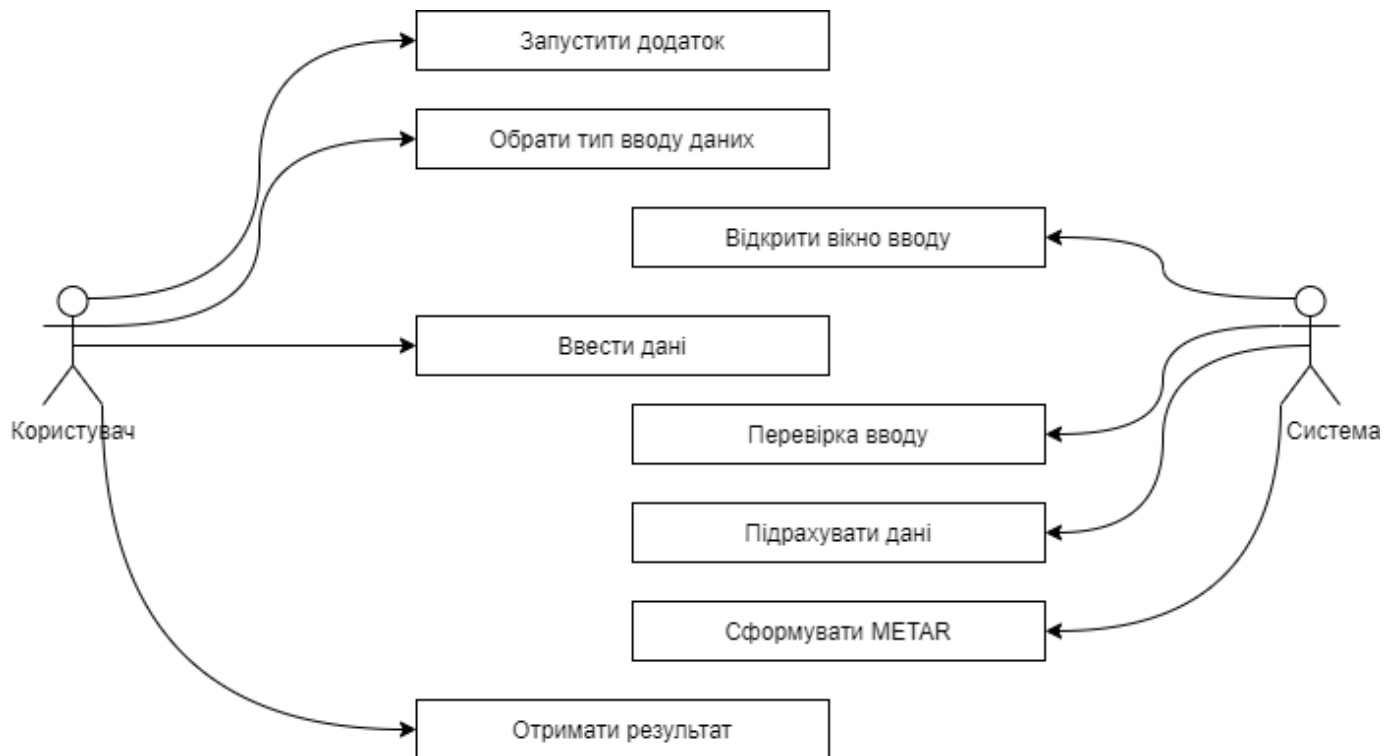 Запустити додаток
Обрати тип вводу даних
Відкрити вікно вводу
Ввести дані
Користувач
Перевірка вводу
Система
Підрахувати дані
Сформувати METAR
Отримати результат